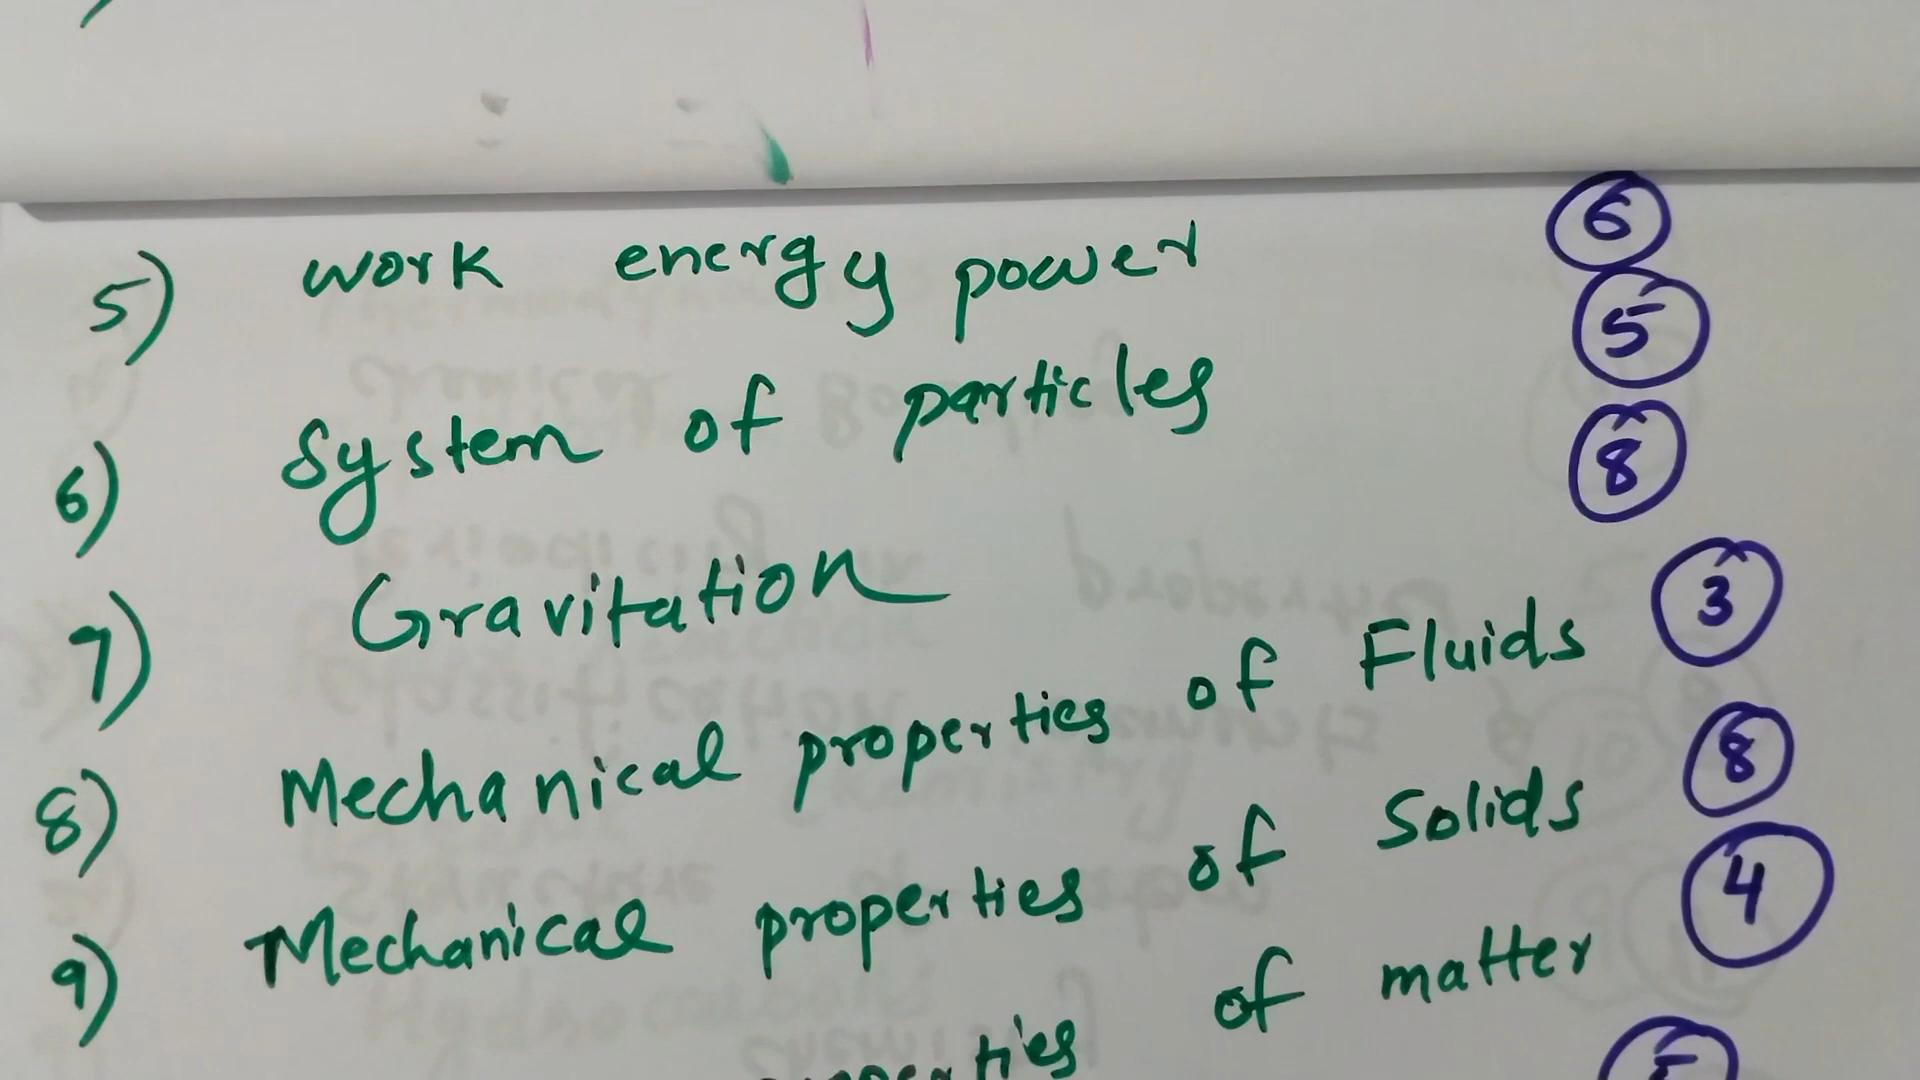 5) work energy power 6
6) System of particles 5
7) Gravitation 8
8) Mechanical properties of Fluids 3
9) Mechanical properties of Solids 8
of matter 4